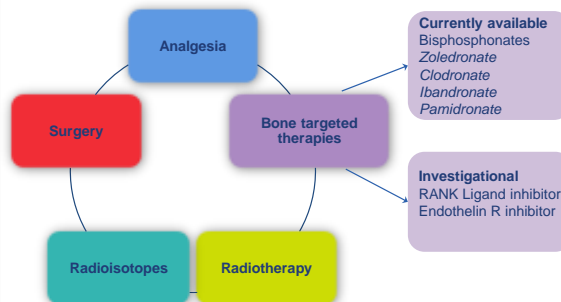 Analgesia
Surgery
Bone targeted
therapies
Radioisotopes
Radiotherapy
Currently available
Bisphosphonates
Zoledronate
Clodronate
Ibandronate
Pamidronate
Investigational
RANK Ligand inhibitor
Endothelin R inhibitor